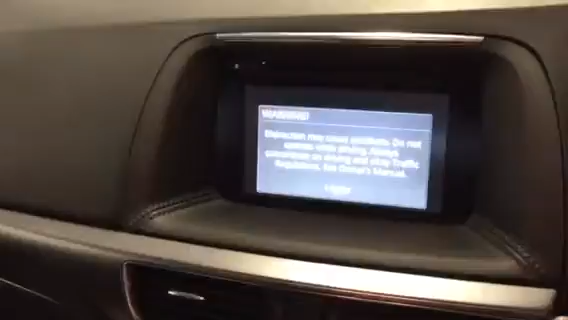 WARNING!
Distraction may cause accidents. Do not
operate while driving. Always
concentrate on driving and obey Traffic
Regulations. See Owner's Manual.